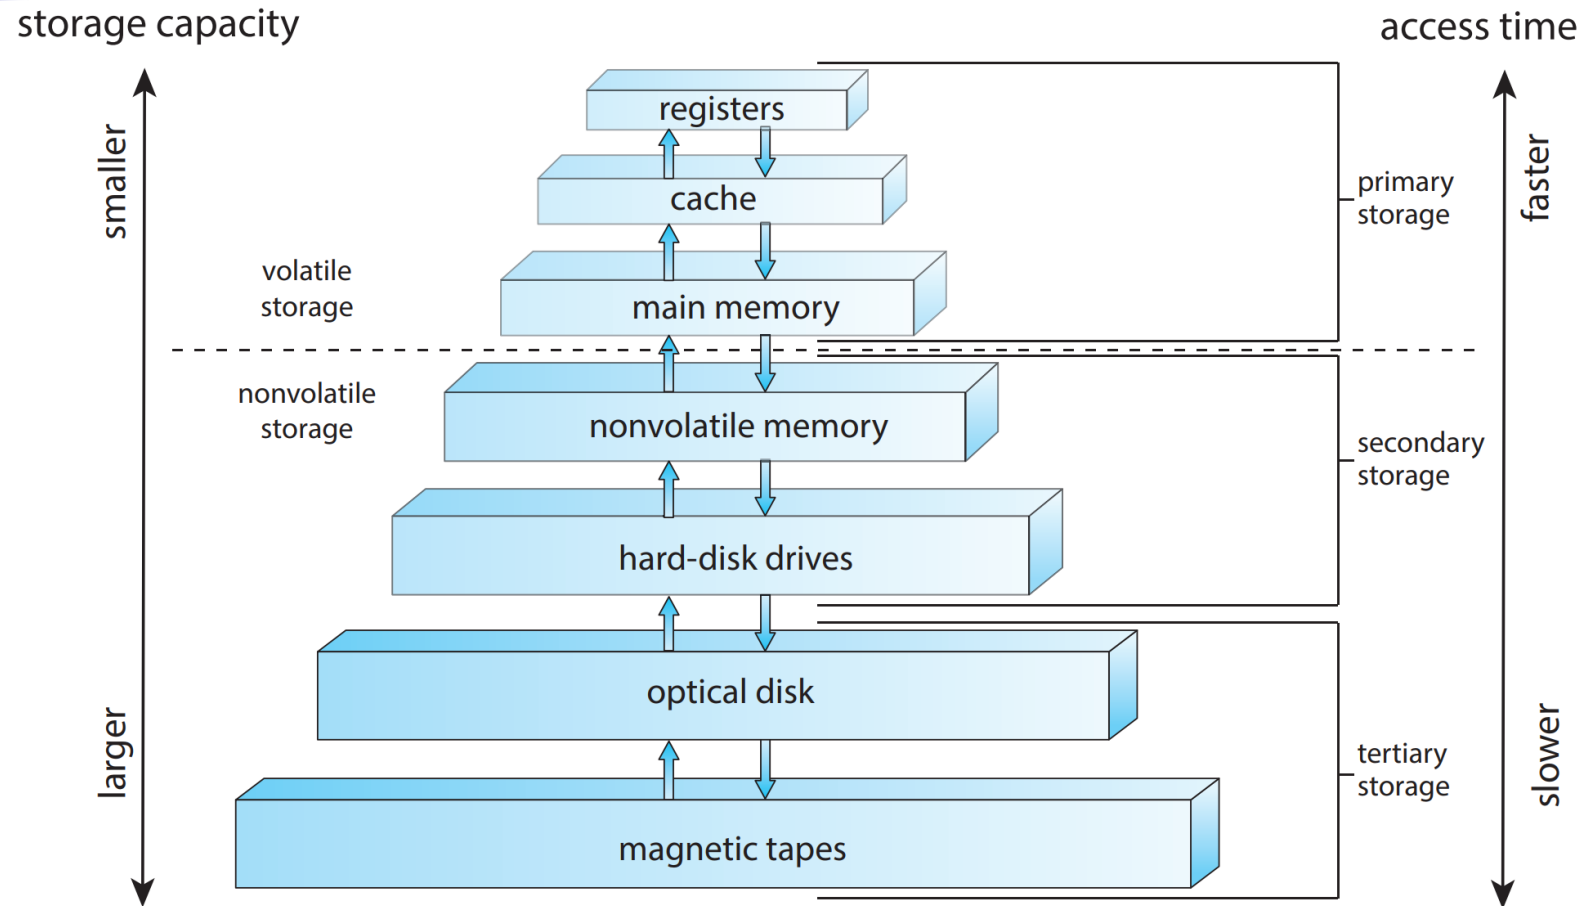 storage capacity
access time
smaller
larger
volatile
storage
nonvolatile
storage
registers
cache
main memory
nonvolatile memory
hard-disk drives
optical disk
magnetic tapes
primary
storage
secondary
storage
tertiary
storage
faster
slower